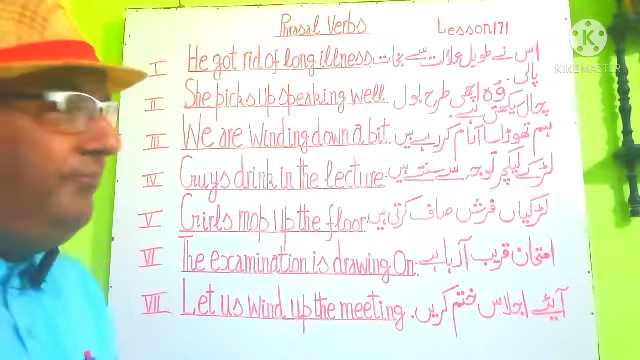 Phrasal Verbs Lesson 171
KINEMASTER
I He got rid of long illness. اس نے طویل علالت سے نجات
پائی.
II She picks up speaking well. وہ اچھی طرح بول
چال سیکھتی ہے.
III We are Winding down a bit. ہم تھوڑا سا آرام کر رہے ہیں
IV Guys drink in the lecture. لڑکے لیکچر توجہ سے سنتے ہیں
V Girls mop up the floor. لڑکیاں فرش صاف کرتی ہیں
VI The examination is drawing On. امتحان قریب آ رہا ہے
VII Let us Wind up the meeting. آیئے اجلاس ختم کریں.